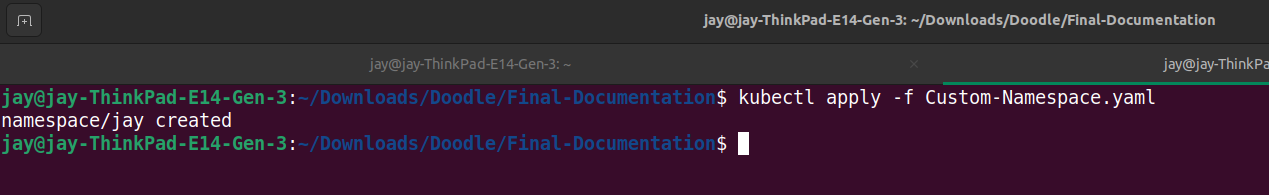 jay@jay-ThinkPad-E14-Gen-3: ~/Downloads/Doodle/Final-Documentation
jay@jay-ThinkPad-E14-Gen-3: ~
jay@jay-ThinkPa
jay@jay-ThinkPad-E14-Gen-3:~/Downloads/Doodle/Final-Documentation$ kubectl apply -f Custom-Namespace.yaml
namespace/jay created
jay@jay-ThinkPad-E14-Gen-3:~/Downloads/Doodle/Final-Documentation$